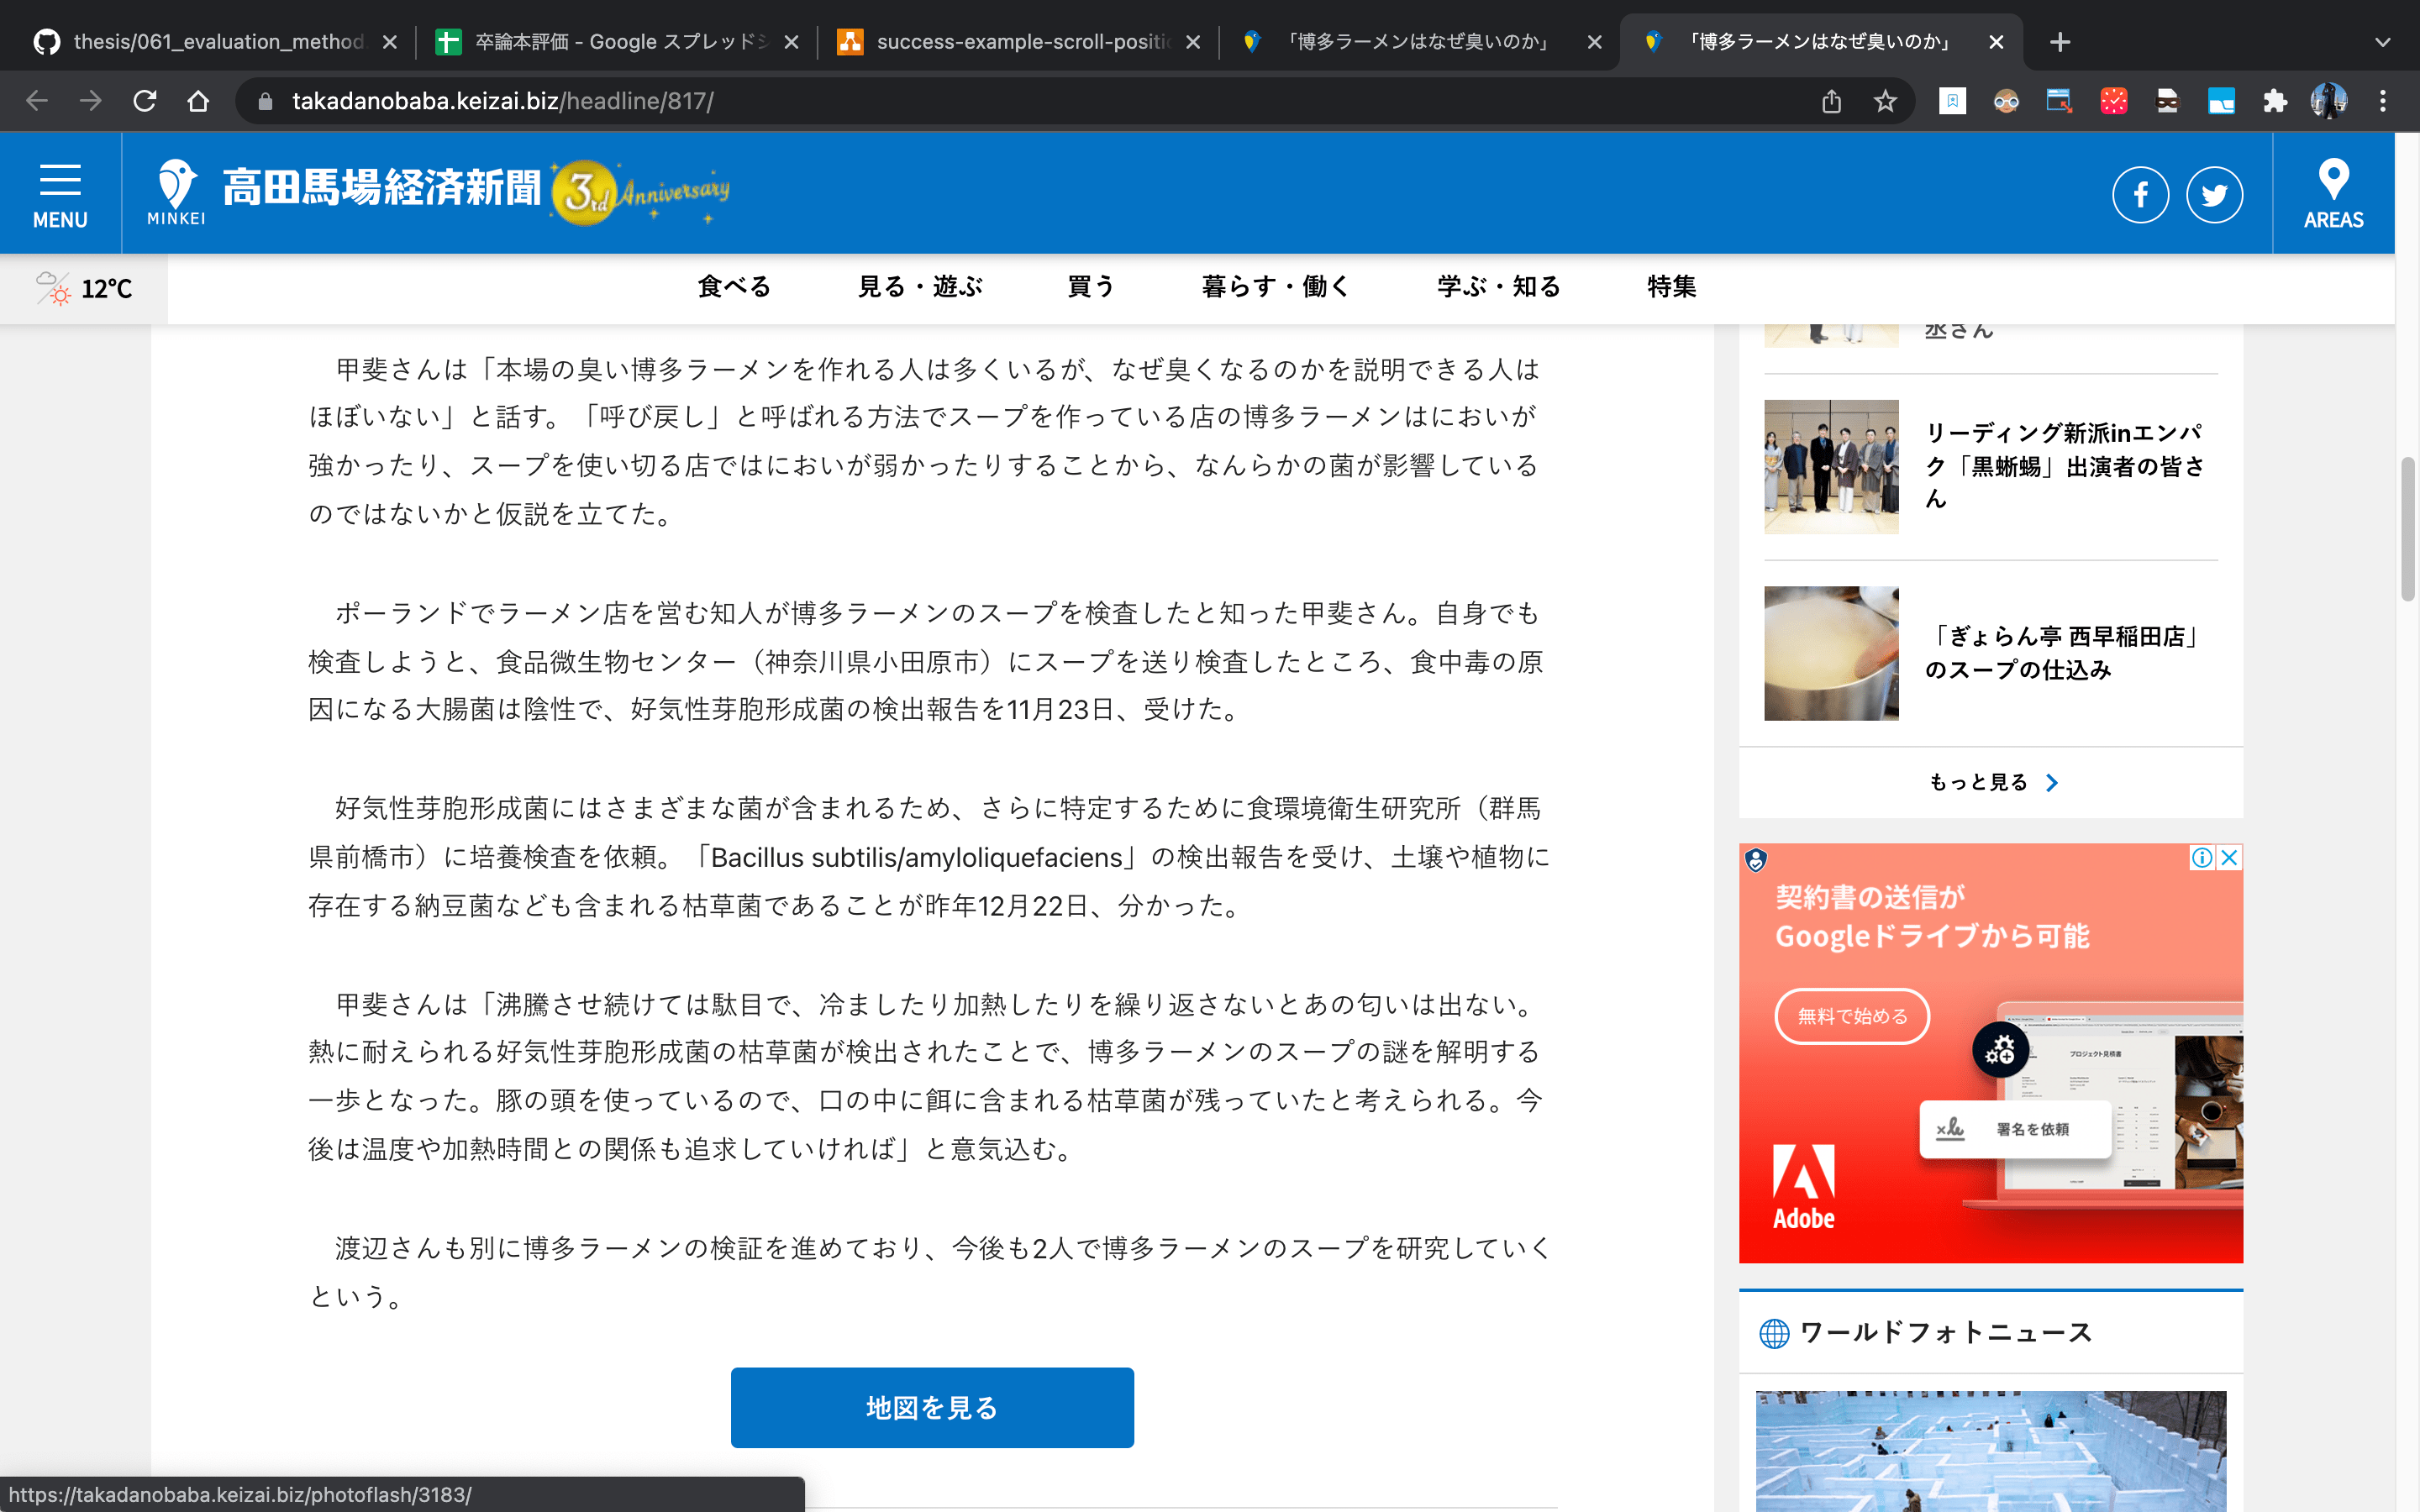 thesis/061_evaluation_method
卒論本評価 - Google スプレッドシ
success-example-scroll-positio
「博多ラーメンはなぜ臭いのか」
「博多ラーメンはなぜ臭いのか」
takadanobaba.keizai.biz/headline/817/
MENU
MINKEI
高田馬場経済新聞
3rd Anniversary
AREAS
12℃
食べる
見る・遊ぶ
買う
暮らす・働く
学ぶ・知る
特集
甲斐さんは「本場の臭い博多ラーメンを作れる人は多くいるが、なぜ臭くなるのかを説明できる人は
ほぼいない」と話す。「呼び戻し」と呼ばれる方法でスープを作っている店の博多ラーメンはにおいが
強かったり、スープを使い切る店ではにおいが弱かったりすることから、なんらかの菌が影響している
のではないかと仮説を立てた。
ポーランドでラーメン店を営む知人が博多ラーメンのスープを検査したと知った甲斐さん。自身でも
検査しようと、食品微生物センター（神奈川県小田原市）にスープを送り検査したところ、食中毒の原
因になる大腸菌は陰性で、好気性芽胞形成菌の検出報告を11月23日、受けた。
好気性芽胞形成菌にはさまざまな菌が含まれるため、さらに特定するために食環境衛生研究所（群馬
県前橋市）に培養検査を依頼。「Bacillus subtilis/amyloliquefaciens」の検出報告を受け、土壌や植物に
存在する納豆菌なども含まれる枯草菌であることが昨年12月22日、分かった。
甲斐さんは「沸騰させ続けては駄目で、冷ましたり加熱したりを繰り返さないとあの匂いは出ない。
熱に耐えられる好気性芽胞形成菌の枯草菌が検出されたことで、博多ラーメンのスープの謎を解明する
一歩となった。豚の頭を使っているので、口の中に餌に含まれる枯草菌が残っていたと考えられる。今
後は温度や加熱時間との関係も追求していければ」と意気込む。
渡辺さんも別に博多ラーメンの検証を進めており、今後も2人で博多ラーメンのスープを研究していく
という。
地図を見る
https://takadanobaba.keizai.biz/photoflash/3183/
丞さん
リーディング新派inエンパ
ク「黒蜥蜴」出演者の皆さ
ん
「ぎょらん亭 西早稲田店」
のスープの仕込み
もっと見る
契約書の送信が
Googleドライブから可能
無料で始める
プロジェクト見積書
署名を依頼
Adobe
ワールドフォトニュース